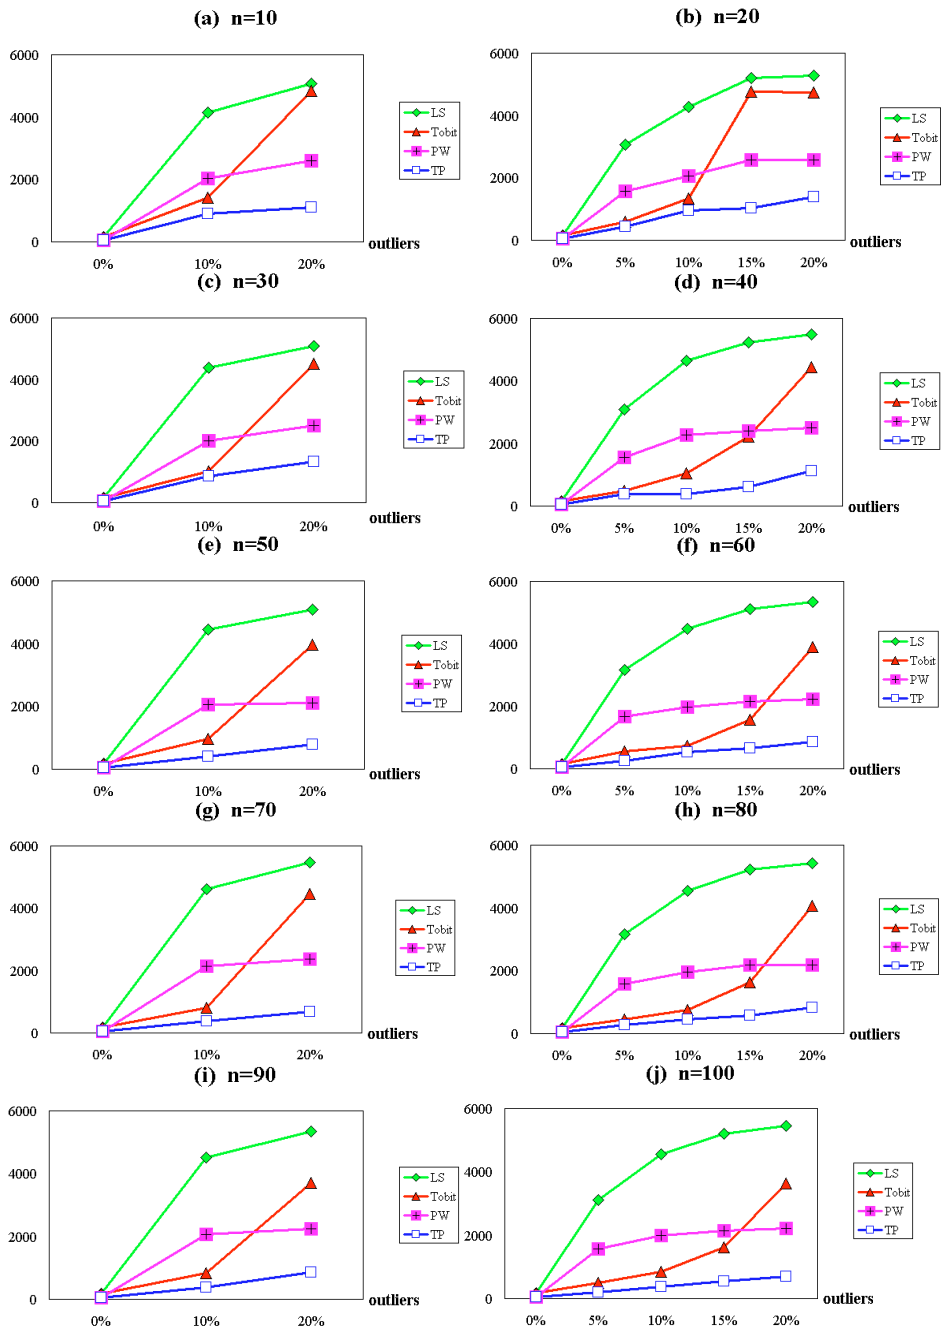 (a) n=10
6000
4000
2000
0
0% 10% 20%
outliers
LS
Tobit
PW
TP
(b) n=20
6000
4000
2000
0
0% 5% 10% 15% 20%
outliers
LS
Tobit
PW
TP
(c) n=30
6000
4000
2000
0
0% 10% 20%
outliers
LS
Tobit
PW
TP
(d) n=40
6000
4000
2000
0
0% 5% 10% 15% 20%
outliers
LS
Tobit
PW
TP
(e) n=50
6000
4000
2000
0
0% 10% 20%
outliers
LS
Tobit
PW
TP
(f) n=60
6000
4000
2000
0
0% 5% 10% 15% 20%
outliers
LS
Tobit
PW
TP
(g) n=70
6000
4000
2000
0
0% 10% 20%
outliers
LS
Tobit
PW
TP
(h) n=80
6000
4000
2000
0
0% 5% 10% 15% 20%
outliers
LS
Tobit
PW
TP
(i) n=90
6000
4000
2000
0
0% 10% 20%
outliers
LS
Tobit
PW
TP
(j) n=100
6000
4000
2000
0
0% 5% 10% 15% 20%
outliers
LS
Tobit
PW
TP